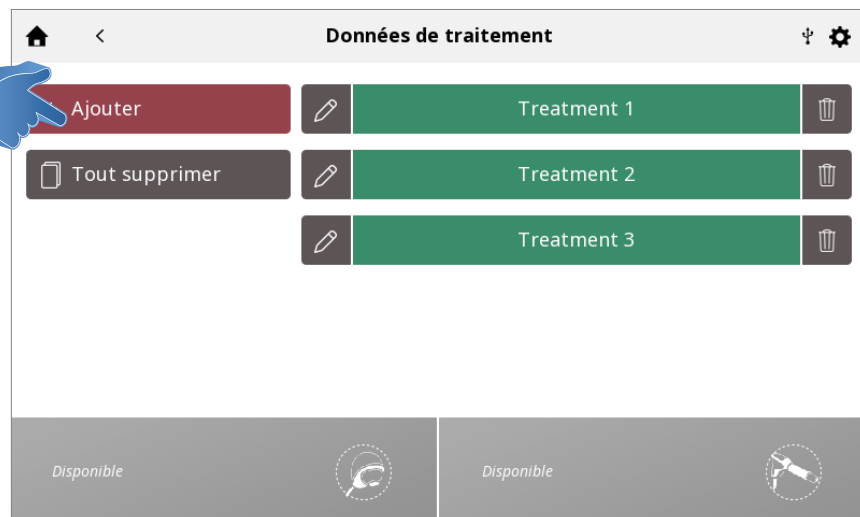 Données de traitement
Ajouter
Treatment 1
Tout supprimer
Treatment 2
Treatment 3
Disponible
Disponible